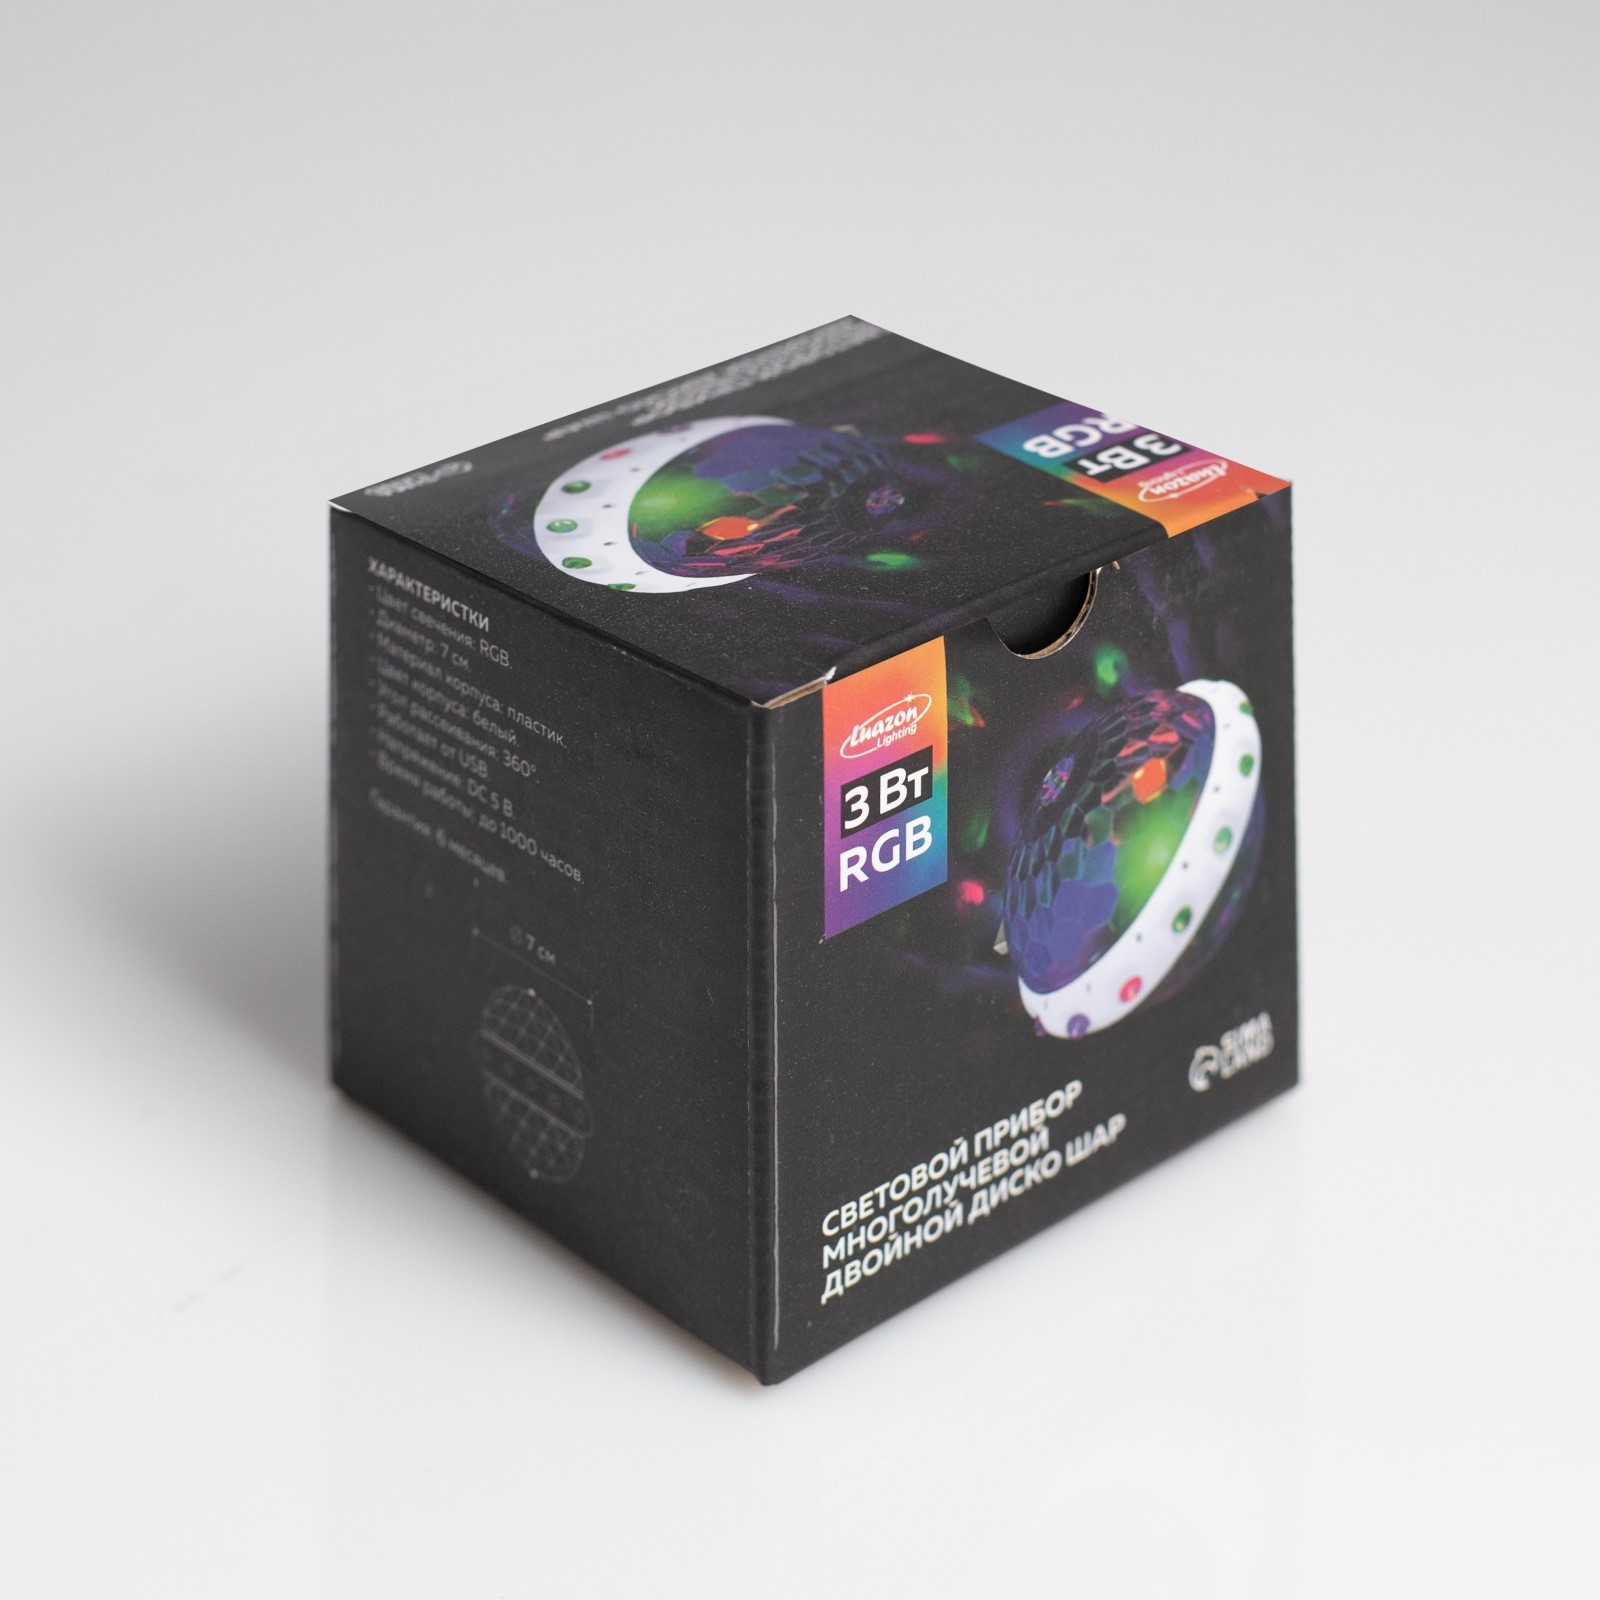 3 Вт
RGB
Luazon
Lighting
ХАРАКТЕРИСТКИ
- Цвет свечения: RGB.
- Диаметр: 7 см.
- Материал корпуса: пластик.
- Цвет корпуса: белый.
- Угол рассеивания: 360°.
- Работает от USB.
- Напряжение: DC 5 В.
- Время работы: до 1000 часов.
Гарантия: 6 месяцев
∅ 7 см
Luazon
Lighting
3 Вт
RGB
СВЕТОВОЙ ПРИБОР
МНОГОЛУЧЕВОЙ
ДВОЙНОЙ ДИСКО ШАР
SIMA
LAND